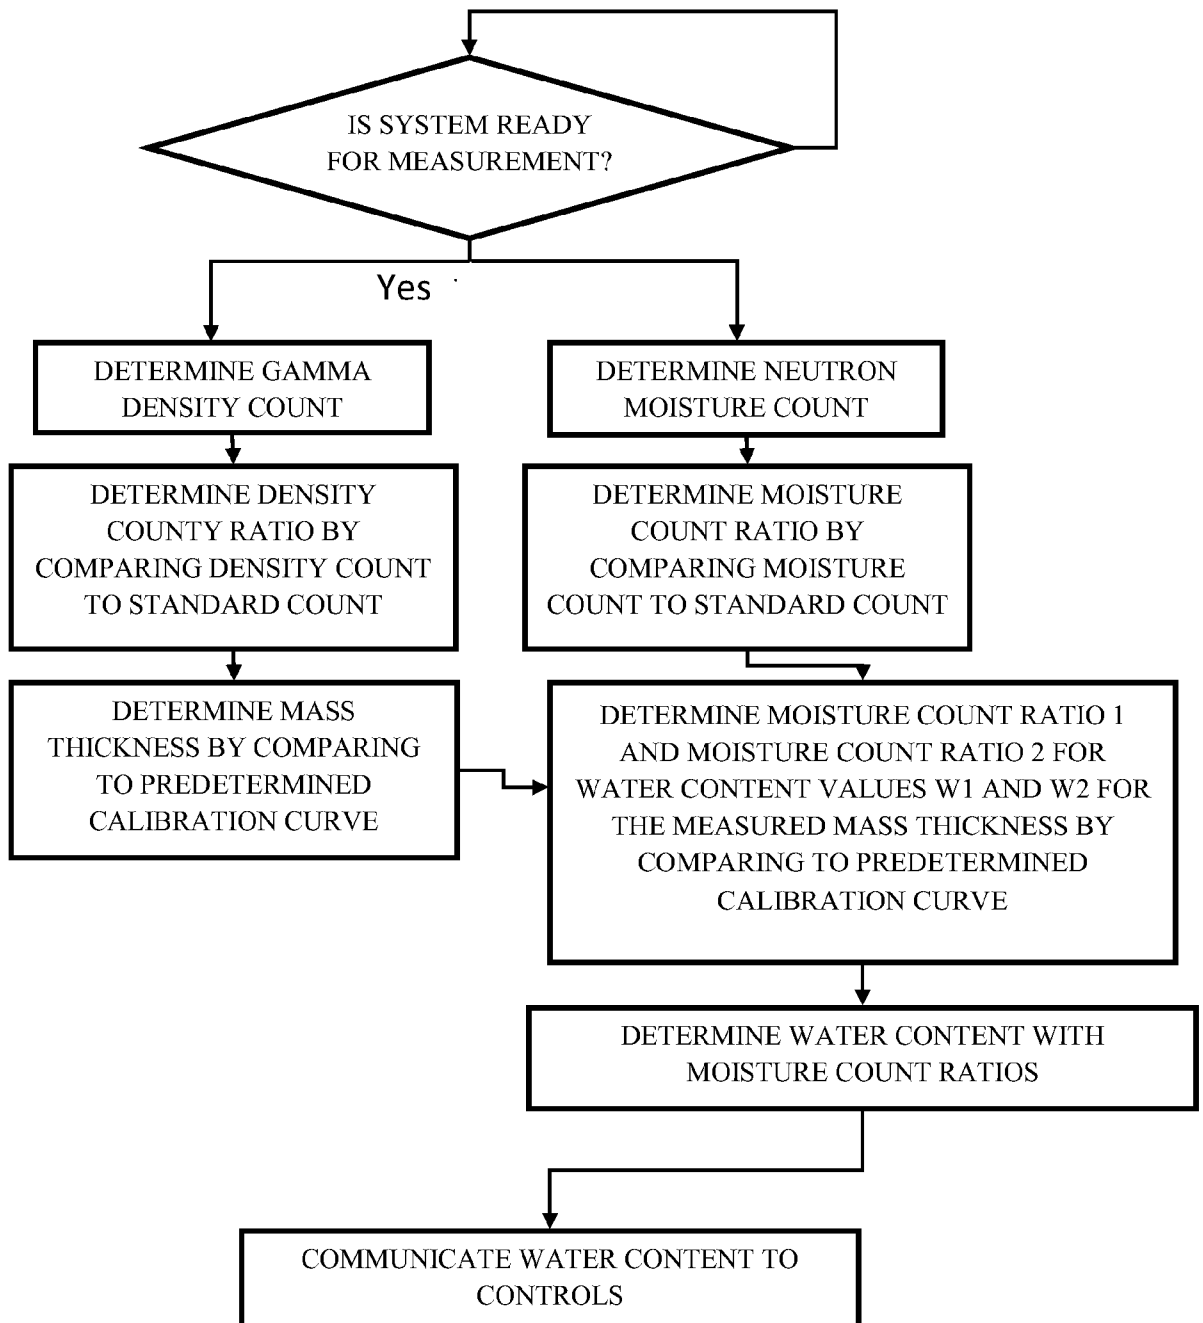 IS SYSTEM READY
FOR MEASUREMENT?
Yes
DETERMINE GAMMA
DENSITY COUNT
DETERMINE NEUTRON
MOISTURE COUNT
DETERMINE DENSITY
COUNTY RATIO BY
COMPARING DENSITY COUNT
TO STANDARD COUNT
DETERMINE MOISTURE
COUNT RATIO BY
COMPARING MOISTURE
COUNT TO STANDARD COUNT
DETERMINE MASS
THICKNESS BY COMPARING
TO PREDETERMINED
CALIBRATION CURVE
DETERMINE MOISTURE COUNT RATIO 1
AND MOISTURE COUNT RATIO 2 FOR
WATER CONTENT VALUES W1 AND W2 FOR
THE MEASURED MASS THICKNESS BY
COMPARING TO PREDETERMINED
CALIBRATION CURVE
DETERMINE WATER CONTENT WITH
MOISTURE COUNT RATIOS
COMMUNICATE WATER CONTENT TO
CONTROLS